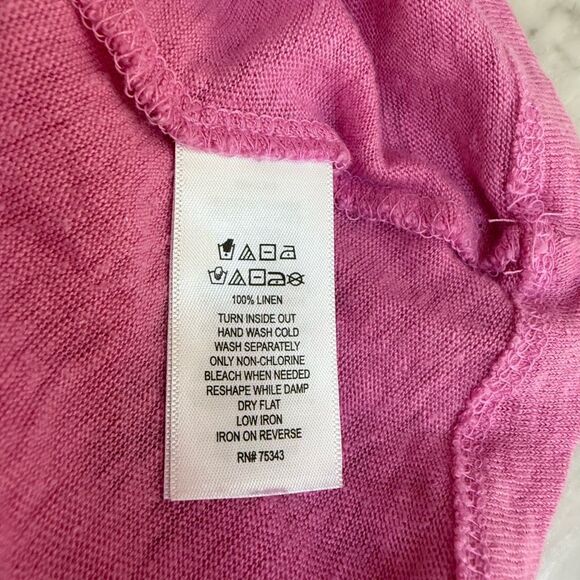 100% LINEN
TURN INSIDE OUT
HAND WASH COLD
WASH SEPARATELY
ONLY NON-CHLORINE
BLEACH WHEN NEEDED
RESHAPE WHILE DAMP
DRY FLAT
LOW IRON
IRON ON REVERSE
RN# 75343